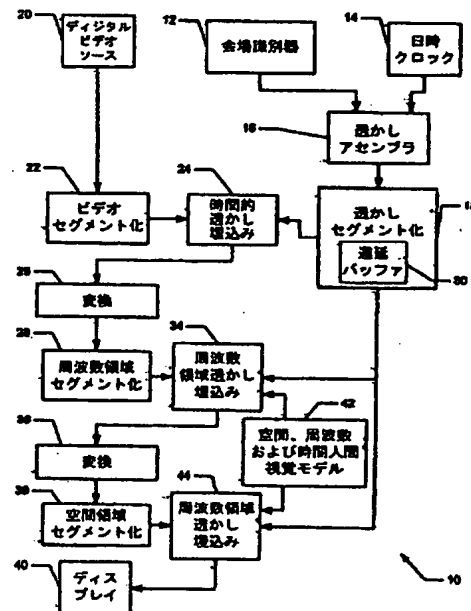 20
ディジタル
ビデオ
ソース
12
会場識別器
14
日時
クロック
16
透かし
アセンブラ
22
ビデオ
セグメント化
24
時間的
透かし
埋込み
透かし
セグメント化
遅延
バッファ
30
変換
28
周波数領域
セグメント化
34
周波数
領域透かし
埋込み
42
空間、周波数
および時間人間
視覚モデル
変換
空間領域
セグメント化
44
周波数領域
透かし
埋込み
40
ディス
プレイ
10